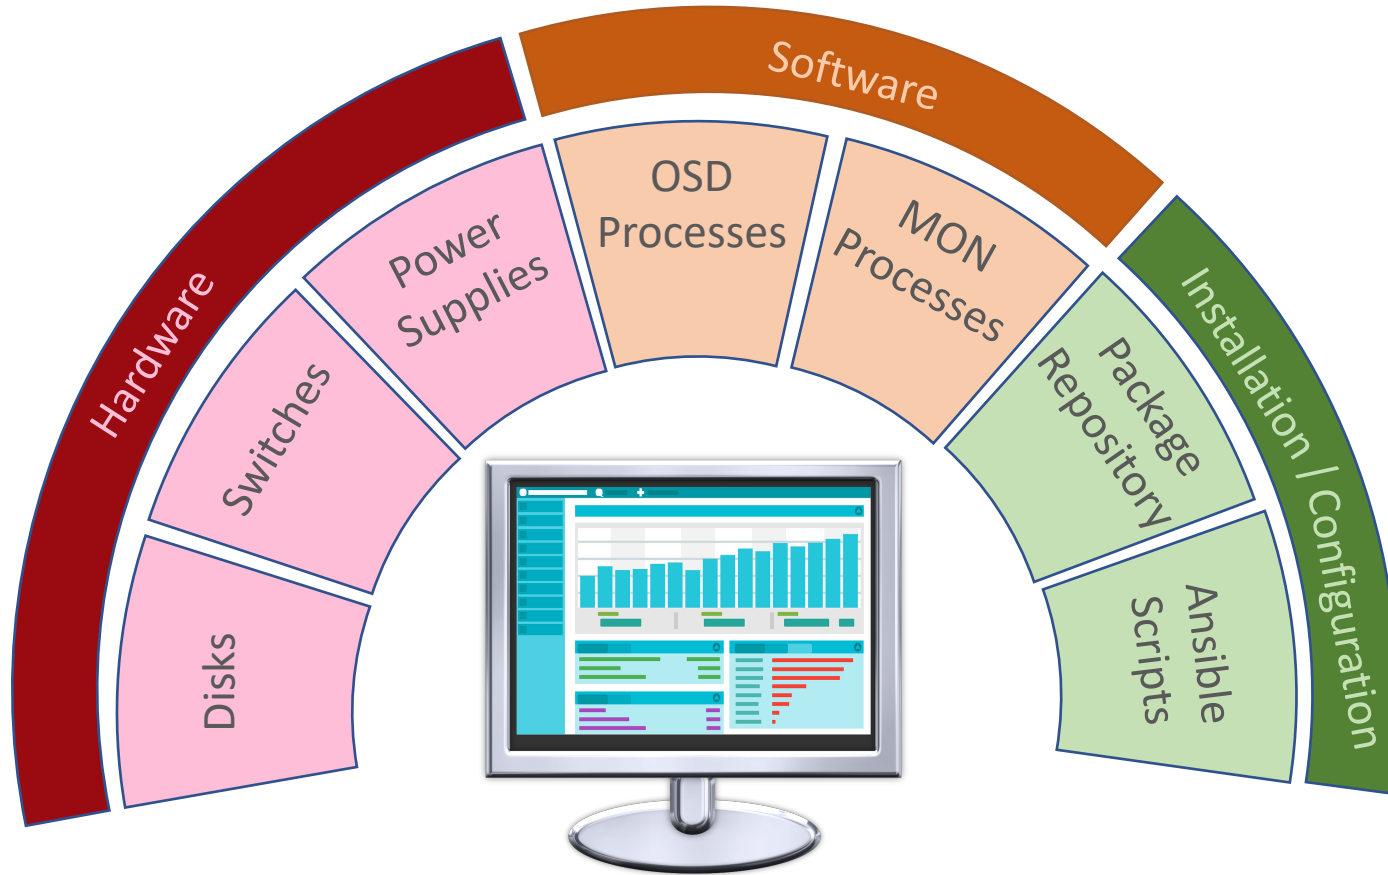 Hardware
Software
Installation / Configuration
Disks
Switches
Power
Supplies
OSD
Processes
MON
Processes
Package
Repository
Ansible
Scripts